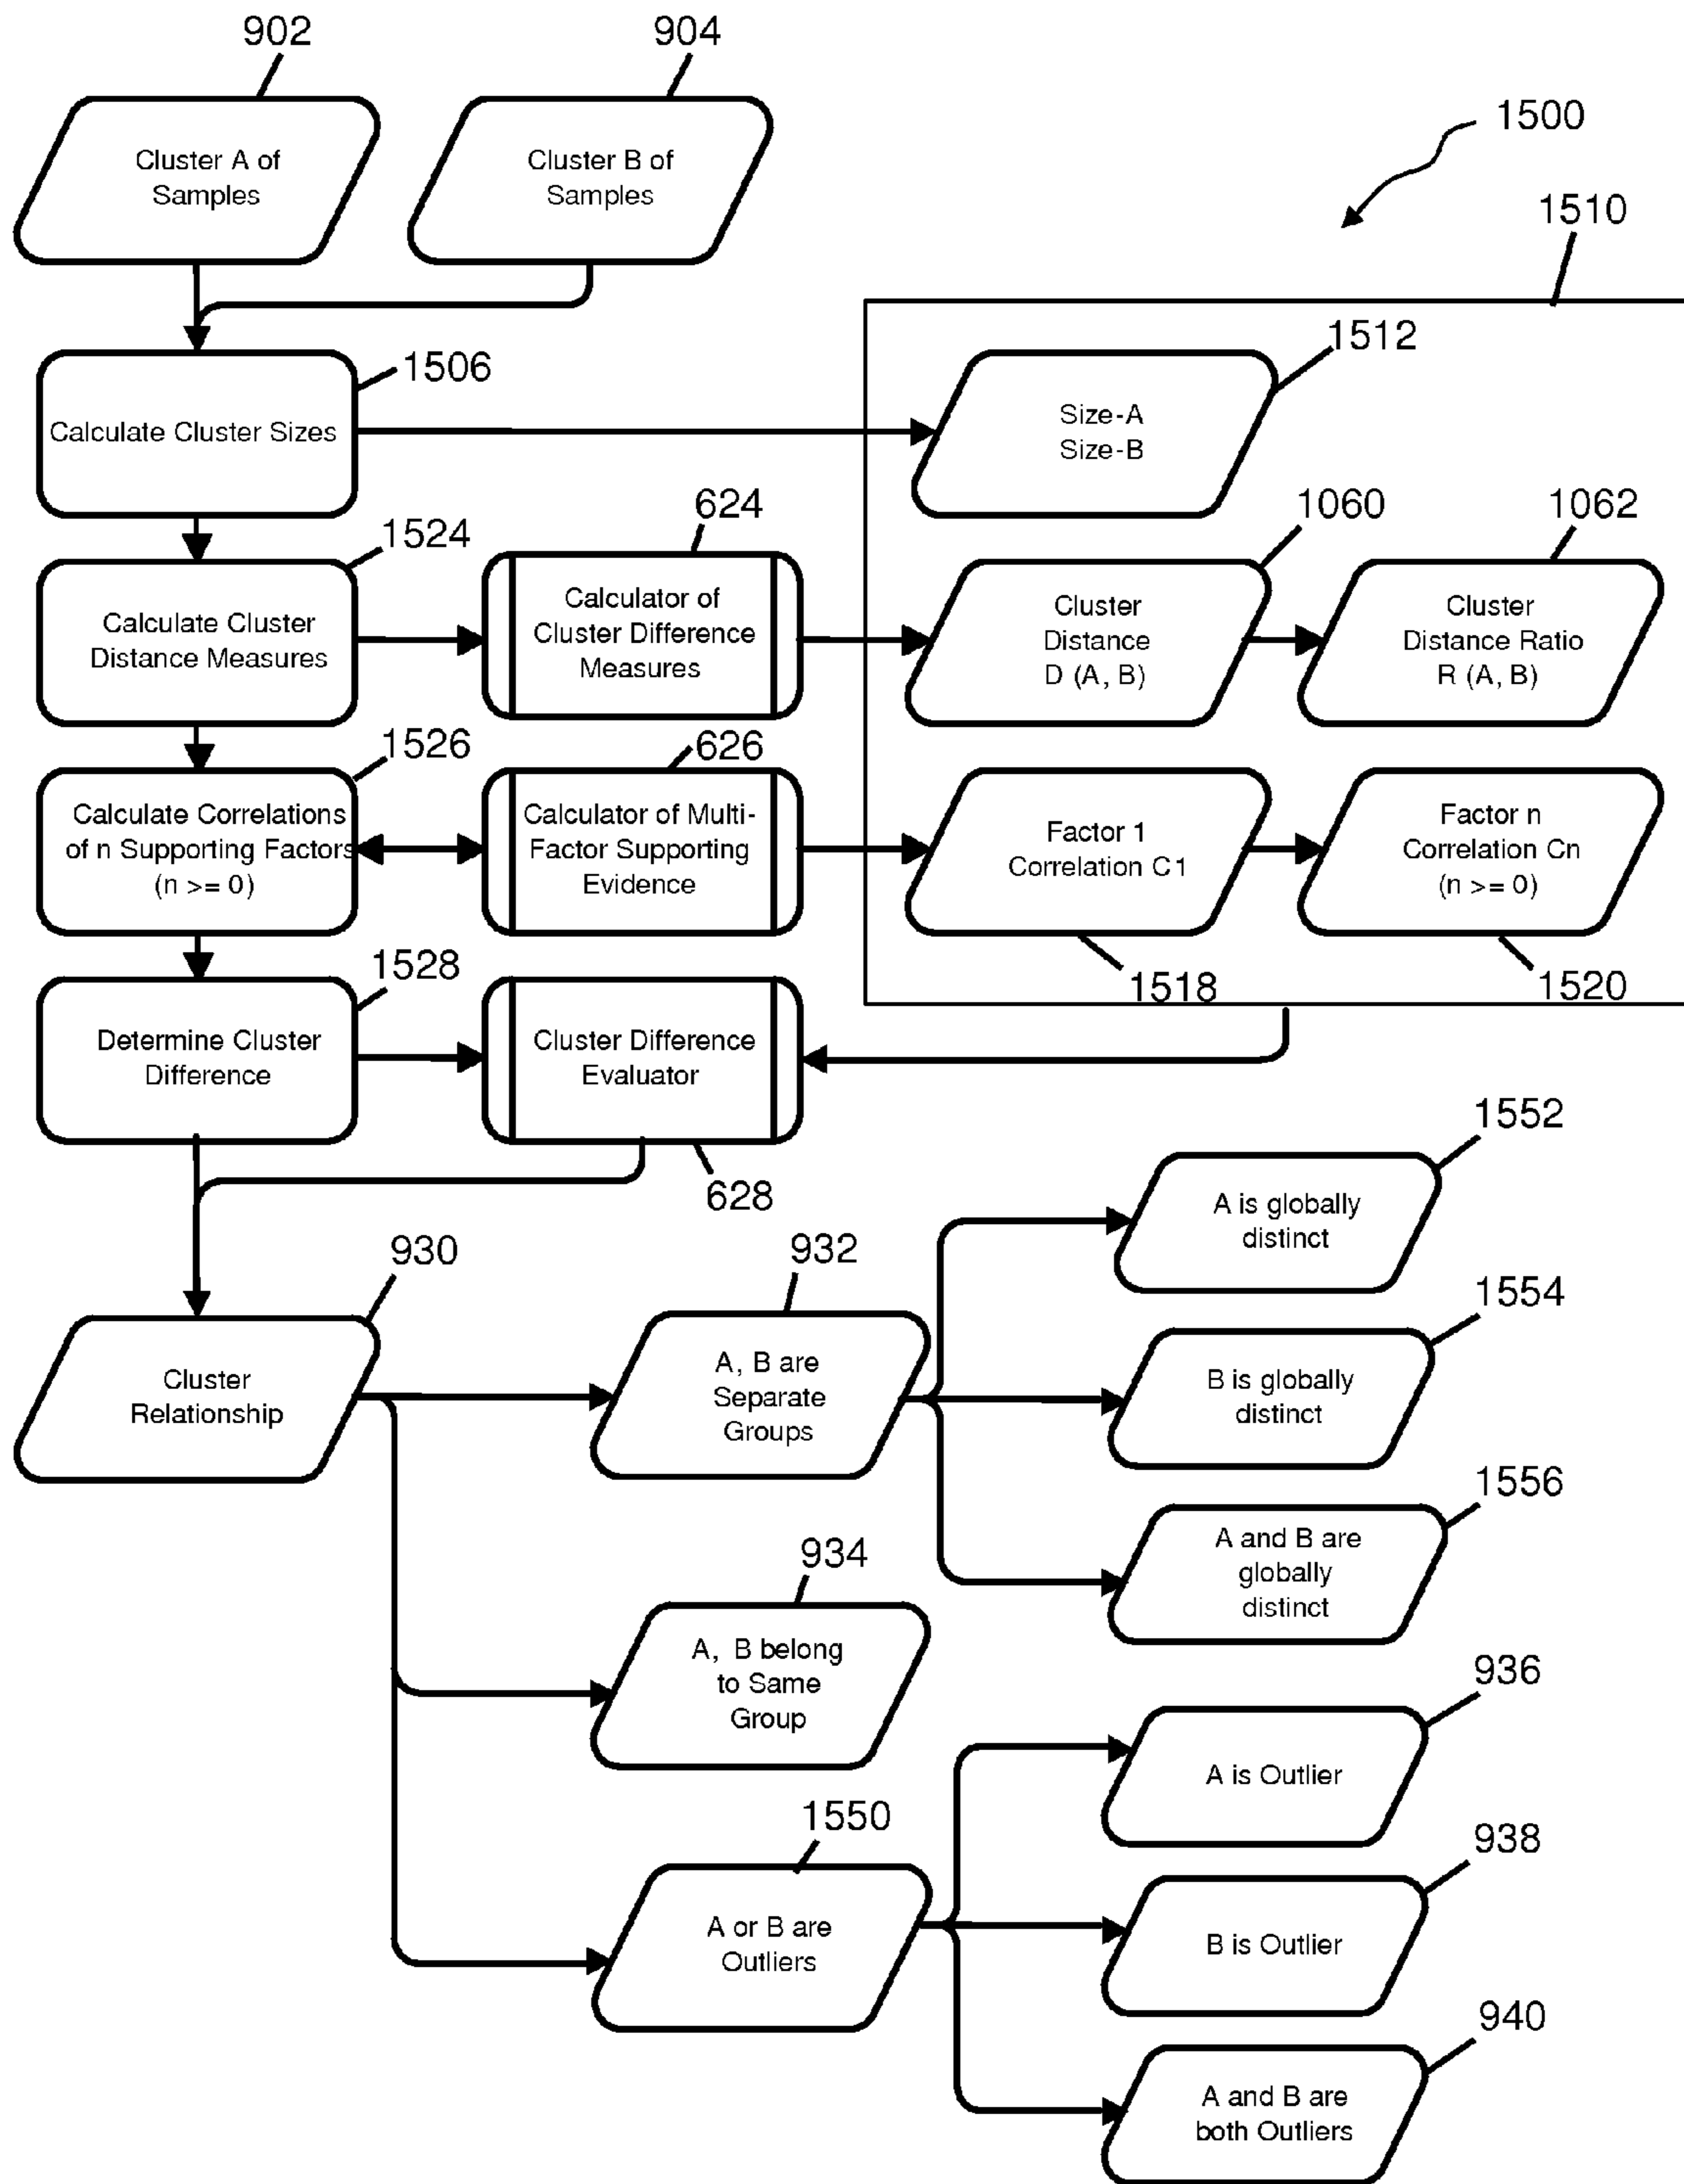 902
904
Cluster A of
Samples
Cluster B of
Samples
1500
1510
1506
Calculate Cluster Sizes
1512
Size-A
Size-B
1524
Calculate Cluster
Distance Measures
624
Calculator of
Cluster Difference
Measures
1060
Cluster
Distance
D (A, B)
1062
Cluster
Distance Ratio
R (A, B)
1526
Calculate Correlations
of n Supporting Factors
(n >= 0)
626
Calculator of Multi-
Factor Supporting
Evidence
Factor 1
Correlation C1
1518
Factor n
Correlation Cn
(n >= 0)
1520
1528
Determine Cluster
Difference
Cluster Difference
Evaluator
628
930
Cluster
Relationship
932
A, B are
Separate
Groups
1552
A is globally
distinct
1554
B is globally
distinct
1556
A and B are
globally
distinct
934
A, B belong
to Same
Group
1550
A or B are
Outliers
936
A is Outlier
938
B is Outlier
940
A and B are
both Outliers